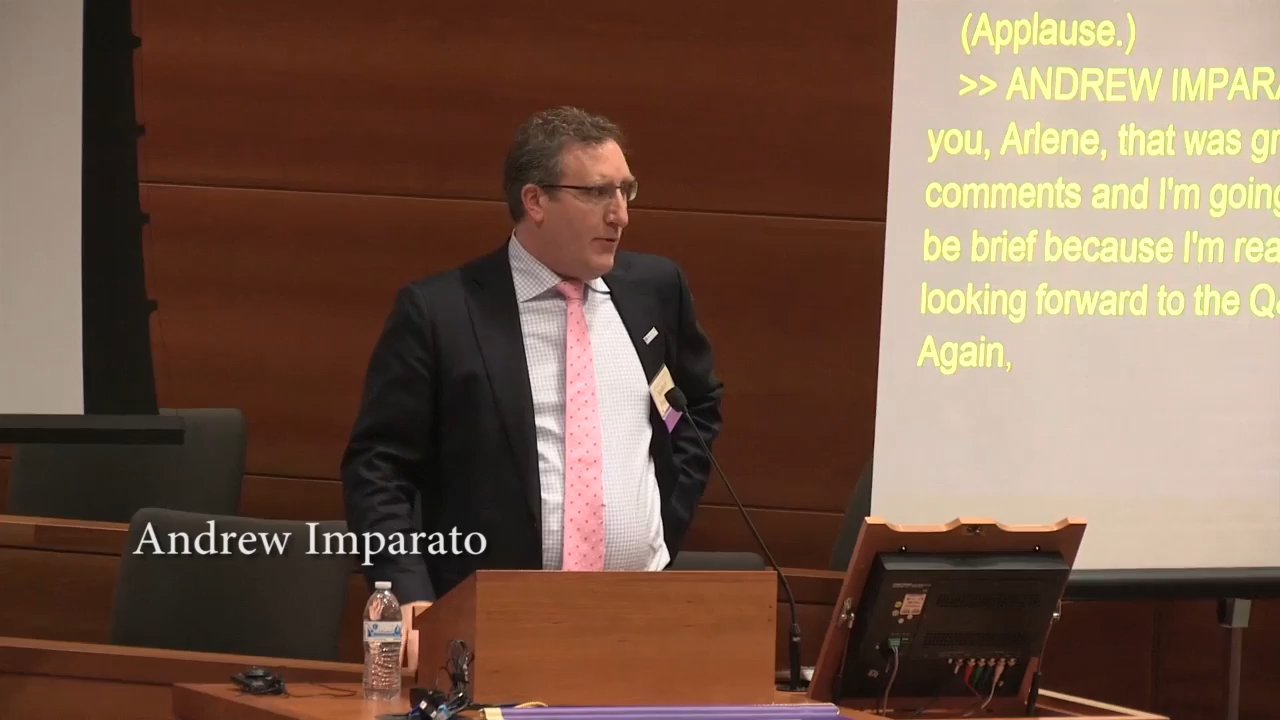 (Applause.)
>> ANDREW IMPARA
you, Arlene, that was gr
comments and I'm going
be brief because I'm rea
looking forward to the Q
Again,
Andrew Imparato